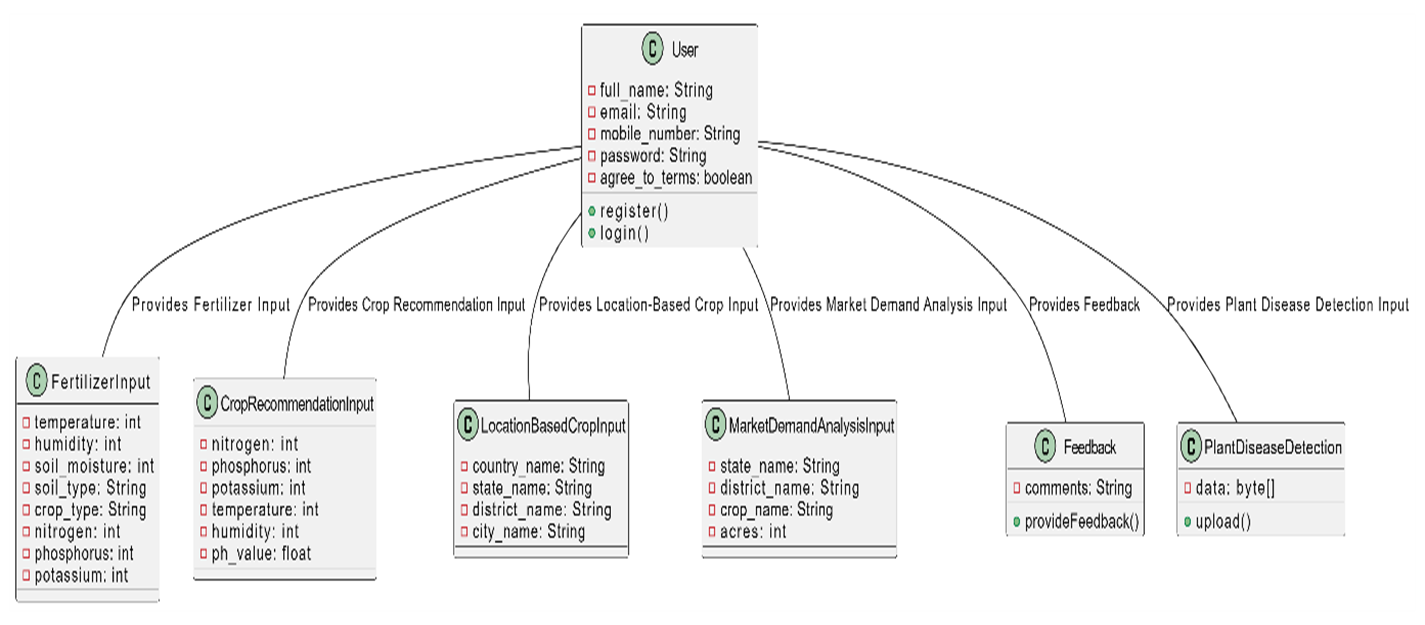 C User
full_name: String
email: String
mobile_number: String
password: String
agree_to_terms: boolean
register()
login()
Provides Fertilizer Input
Provides Crop Recommendation Input
Provides Location-Based Crop Input
Provides Market Demand Analysis Input
Provides Feedback
Provides Plant Disease Detection Input
C FertilizerInput
temperature: int
humidity: int
soil_moisture: int
soil_type: String
crop_type: String
nitrogen: int
phosphorus: int
potassium: int
C CropRecommendationInput
nitrogen: int
phosphorus: int
potassium: int
temperature: int
humidity: int
ph_value: float
C LocationBasedCropInput
country_name: String
state_name: String
district_name: String
city_name: String
C MarketDemandAnalysisInput
state_name: String
district_name: String
crop_name: String
acres: int
C Feedback
comments: String
provideFeedback()
C PlantDiseaseDetection
data: byte[]
upload()